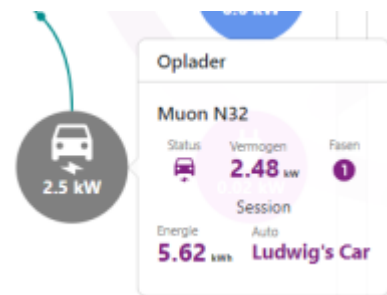 Oplader
Muon N32
Status Vermogen Fasen
2.48 kW 1
2.5 kW
Session
Energie Auto
5.62 kWh Ludwig's Car